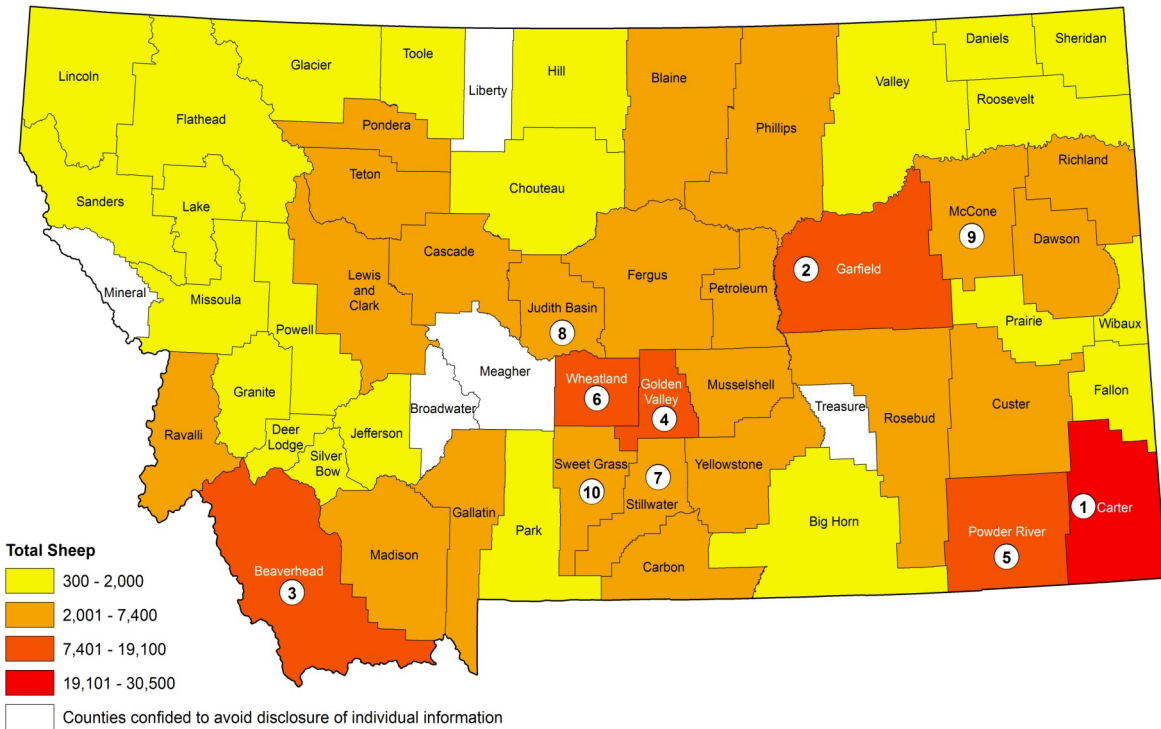 Lincoln
Flathead
Glacier
Toole
Liberty
Hill
Blaine
Phillips
Valley
Daniels
Sheridan
Roosevelt
Pondera
Teton
Chouteau
Sanders
Lake
Mineral
Missoula
Powell
Lewis
and
Clark
Cascade
Judith Basin
8
Fergus
Petroleum
2
Garfield
McCone
9
Richland
Dawson
Prairie
Wibaux
Fallon
Granite
Ravalli
Deer
Lodge
Silver
Bow
Jefferson
Broadwater
Meagher
Wheatland
6
Golden
Valley
4
Musselshell
Treasure
Rosebud
Custer
Sweet Grass
10
7
Stillwater
Yellowstone
Big Horn
Powder River
5
1
Carter
Beaverhead
3
Madison
Gallatin
Park
Carbon
Total Sheep
300 - 2,000
2,001 - 7,400
7,401 - 19,100
19,101 - 30,500
Counties confided to avoid disclosure of individual information